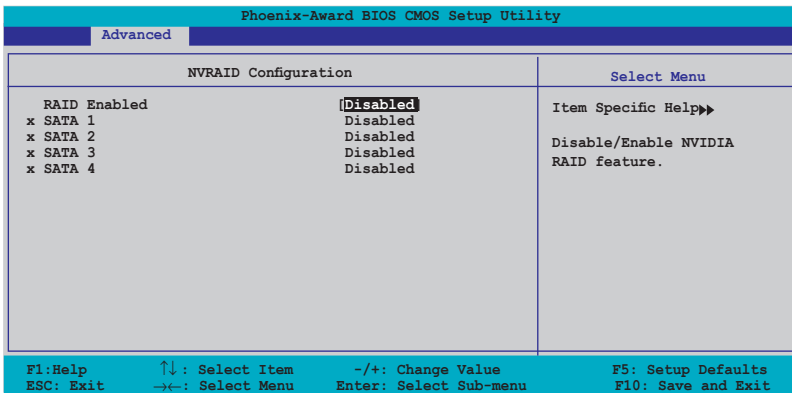 Phoenix-Award BIOS CMOS Setup Utility
Advanced
NVRAID Configuration
Select Menu
RAID Enabled [Disabled]
x SATA 1 Disabled
x SATA 2 Disabled
x SATA 3 Disabled
x SATA 4 Disabled
Item Specific Help▶▶
Disable/Enable NVIDIA
RAID feature.
F1:Help ↑↓ : Select Item -/+: Change Value F5: Setup Defaults
ESC: Exit →←: Select Menu Enter: Select Sub-menu F10: Save and Exit